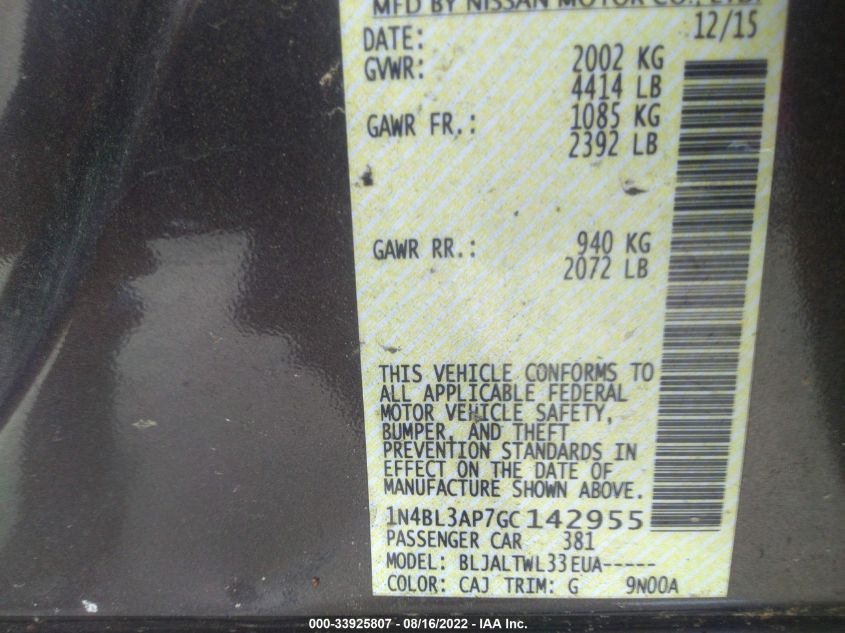 MFD BY NISSAN MOTOR CO., LTD.
DATE: 12/15
GVWR: 2002 KG
4414 LB
GAWR FR.: 1085 KG
2392 LB
GAWR RR.: 940 KG
2072 LB
THIS VEHICLE CONFORMS TO
ALL APPLICABLE FEDERAL
MOTOR VEHICLE SAFETY,
BUMPER, AND THEFT
PREVENTION STANDARDS IN
EFFECT ON THE DATE OF
MANUFACTURE SHOWN ABOVE.
1N4BL3AP7GC142955
PASSENGER CAR 381
MODEL: BLJALTWL33EUA-----
COLOR: CAJ TRIM: G 9N00A
000-33925807 - 08/16/2022 - IAA Inc.